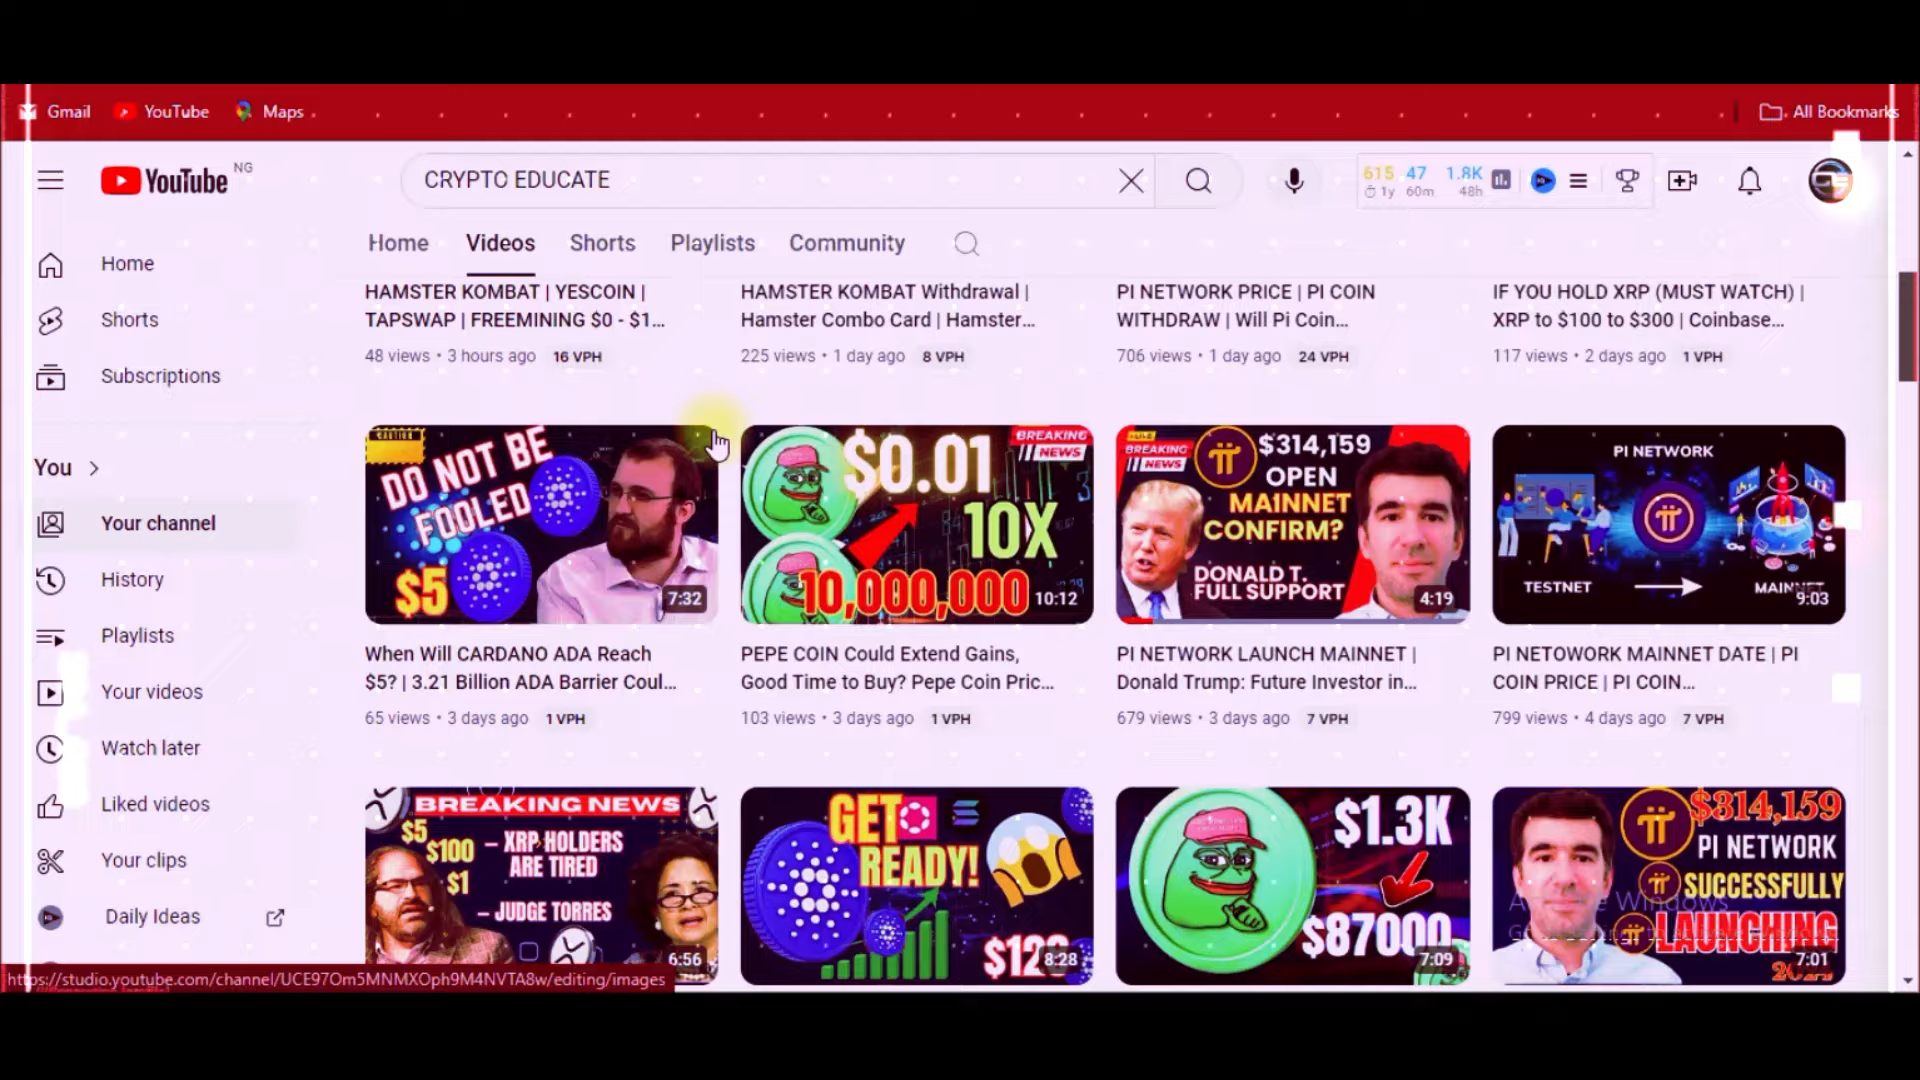 Gmail YouTube Maps All Bookmarks
YouTube NG
CRYPTO EDUCATE
615 47 1.8K
1y 60m 48h
Home Videos Shorts Playlists Community
Home
Shorts
Subscriptions
You
Your channel
History
Playlists
Your videos
Watch later
Liked videos
Your clips
Daily Ideas
HAMSTER KOMBAT | YESCOIN |
TAPSWAP | FREEMINING $0 - $1...
48 views • 3 hours ago 16 VPH
HAMSTER KOMBAT Withdrawal |
Hamster Combo Card | Hamster...
225 views • 1 day ago 8 VPH
PI NETWORK PRICE | PI COIN
WITHDRAW | Will Pi Coin...
706 views • 1 day ago 24 VPH
IF YOU HOLD XRP (MUST WATCH) |
XRP to $100 to $300 | Coinbase...
117 views • 2 days ago 1 VPH
CAUTION
DO NOT BE
FOOLED
$5
7:32
When Will CARDANO ADA Reach
$5? | 3.21 Billion ADA Barrier Coul...
65 views • 3 days ago 1 VPH
BREAKING
NEWS
$0.01
10X
10,000,000
10:12
PEPE COIN Could Extend Gains,
Good Time to Buy? Pepe Coin Pric...
103 views • 3 days ago 1 VPH
BREAKING
NEWS
$314,159
OPEN
MAINNET
CONFIRM?
DONALD T.
FULL SUPPORT
4:19
PI NETWORK LAUNCH MAINNET |
Donald Trump: Future Investor in...
679 views • 3 days ago 7 VPH
PI NETWORK
TESTNET
9:03
PI NETOWORK MAINNET DATE | PI
COIN PRICE | PI COIN...
799 views • 4 days ago 7 VPH
BREAKING NEWS
$5
$100
$1
– XRP HOLDERS
ARE TIRED
– JUDGE TORRES
6:56
GET
READY!
8:28
$1.3K
$87000
7:09
$314,159
PI NETWORK
SUCCESSFULLY
LAUNCHING
7:01
https://studio.youtube.com/channel/UCE97Om5MNMXOph9M4NVTA8w/editing/images